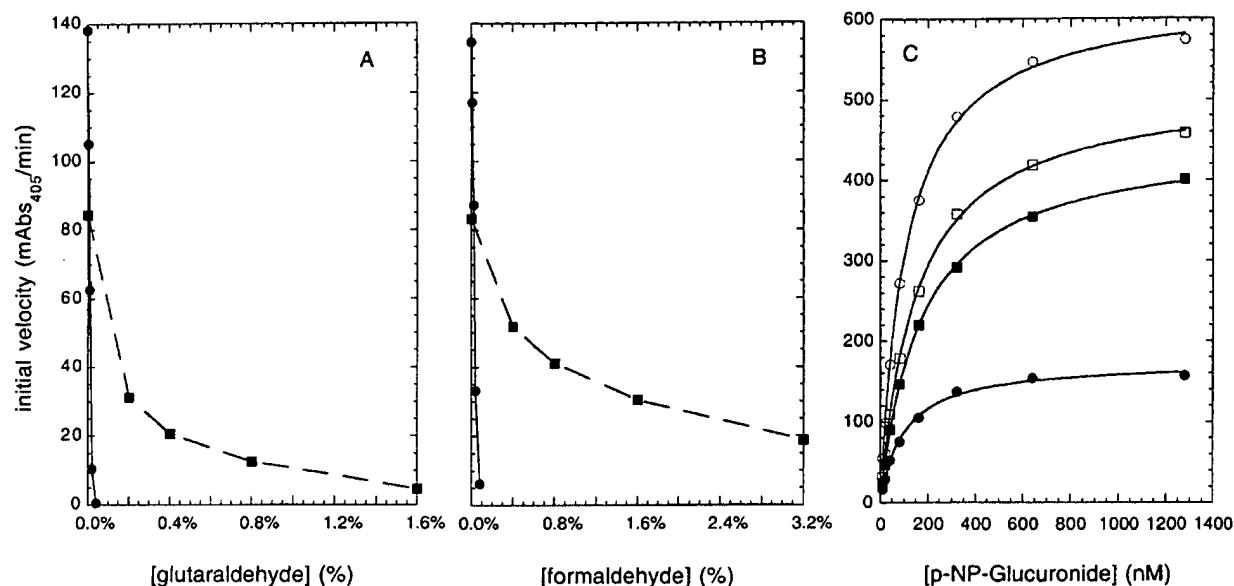 A
B
C
initial velocity (mAbs405/min)
140
120
100
80
60
40
20
0
0.0% 0.4% 0.8% 1.2% 1.6%
[glutaraldehyde] (%)
0.0% 0.8% 1.6% 2.4% 3.2%
[formaldehyde] (%)
600
500
400
300
200
100
0
0 200 400 600 800 1000 1200 1400
[p-NP-Glucuronide] (nM)